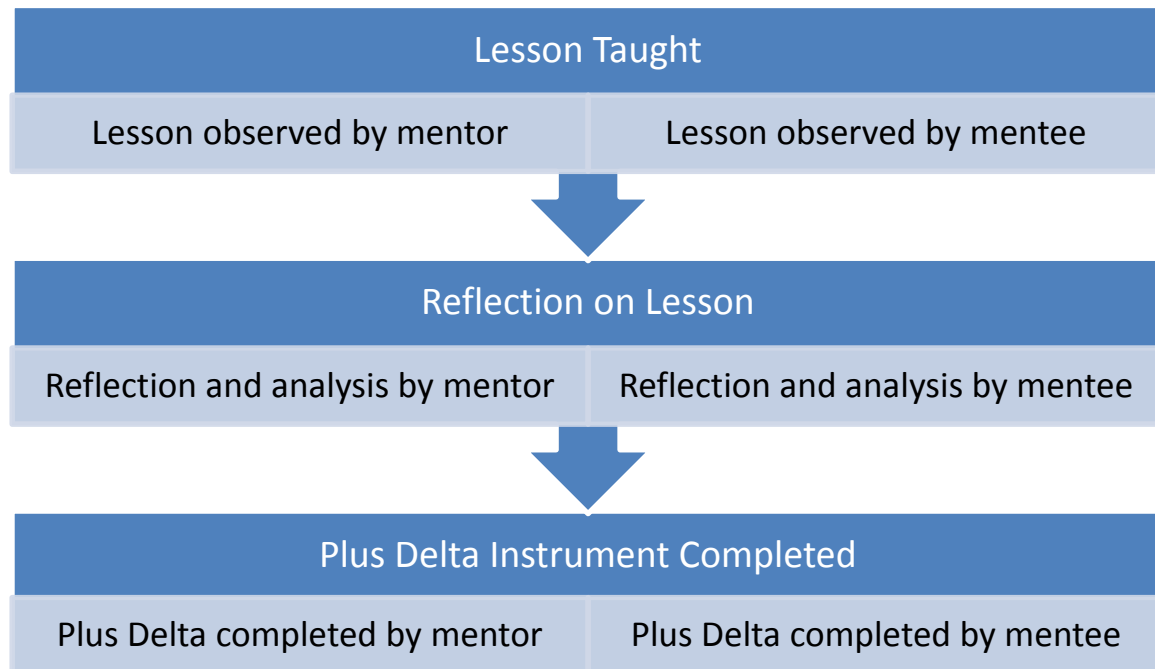 Lesson Taught
Lesson observed by mentor
Lesson observed by mentee
Reflection on Lesson
Reflection and analysis by mentor
Reflection and analysis by mentee
Plus Delta Instrument Completed
Plus Delta completed by mentor
Plus Delta completed by mentee